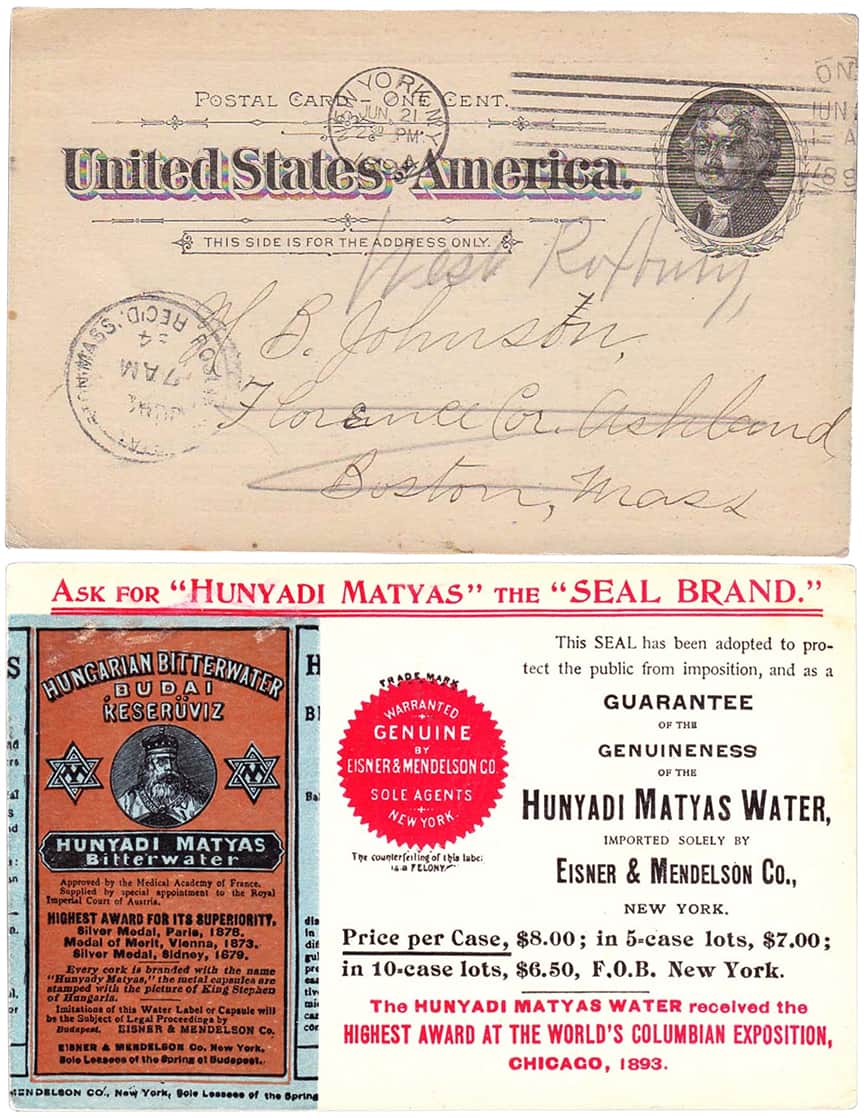 POSTAL CARD – ONE CENT.
NEW YORK N.Y.
JUN. 21
2 30 PM
United States of America.
THIS SIDE IS FOR THE ADDRESS ONLY.
West Roxbury,
W B. Johnson,
Florence Cor. Ashland
Boston, Mass
MASS.
REC'D.
7 AM
ASK FOR "HUNYADI MATYAS" THE "SEAL BRAND."
HUNGARIAN BITTERWATER
BUDAI
KESERÜVIZ
HUNYADI MATYAS
Bitterwater
Approved by the Medical Academy of France.
Supplied by special appointment to the Royal
Imperial Court of Austria.
HIGHEST AWARD FOR ITS SUPERIORITY,
Silver Medal, Paris, 1878.
Medal of Merit, Vienna, 1873.
Silver Medal, Sidney, 1879.
Every cork is branded with the name
"Hunyady Matyas," the metal capsules are
stamped with the picture of King Stephen
of Hungaria.
Imitations of this Water Label or Capsule will
be the Subject of Legal Proceedings by
Budapest. EISNER & MENDELSON Co.
EISNER & MENDELSON Co. New York.
Sole Leasees of the Spring at Budapest.
MENDELSON CO., New York, Sole Leasees of the Spring
TRADE MARK
WARRANTED
GENUINE
BY
EISNER & MENDELSON CO.
SOLE AGENTS
NEW YORK.
The counterfeiting of this label
is a FELONY
This SEAL has been adopted to pro-
tect the public from imposition, and as a
GUARANTEE
OF THE
GENUINENESS
OF THE
HUNYADI MATYAS WATER,
IMPORTED SOLELY BY
EISNER & MENDELSON CO.,
NEW YORK.
Price per Case, $8.00; in 5-case lots, $7.00;
in 10-case lots, $6.50, F.O.B. New York.
The HUNYADI MATYAS WATER received the
HIGHEST AWARD AT THE WORLD'S COLUMBIAN EXPOSITION,
CHICAGO, 1893.